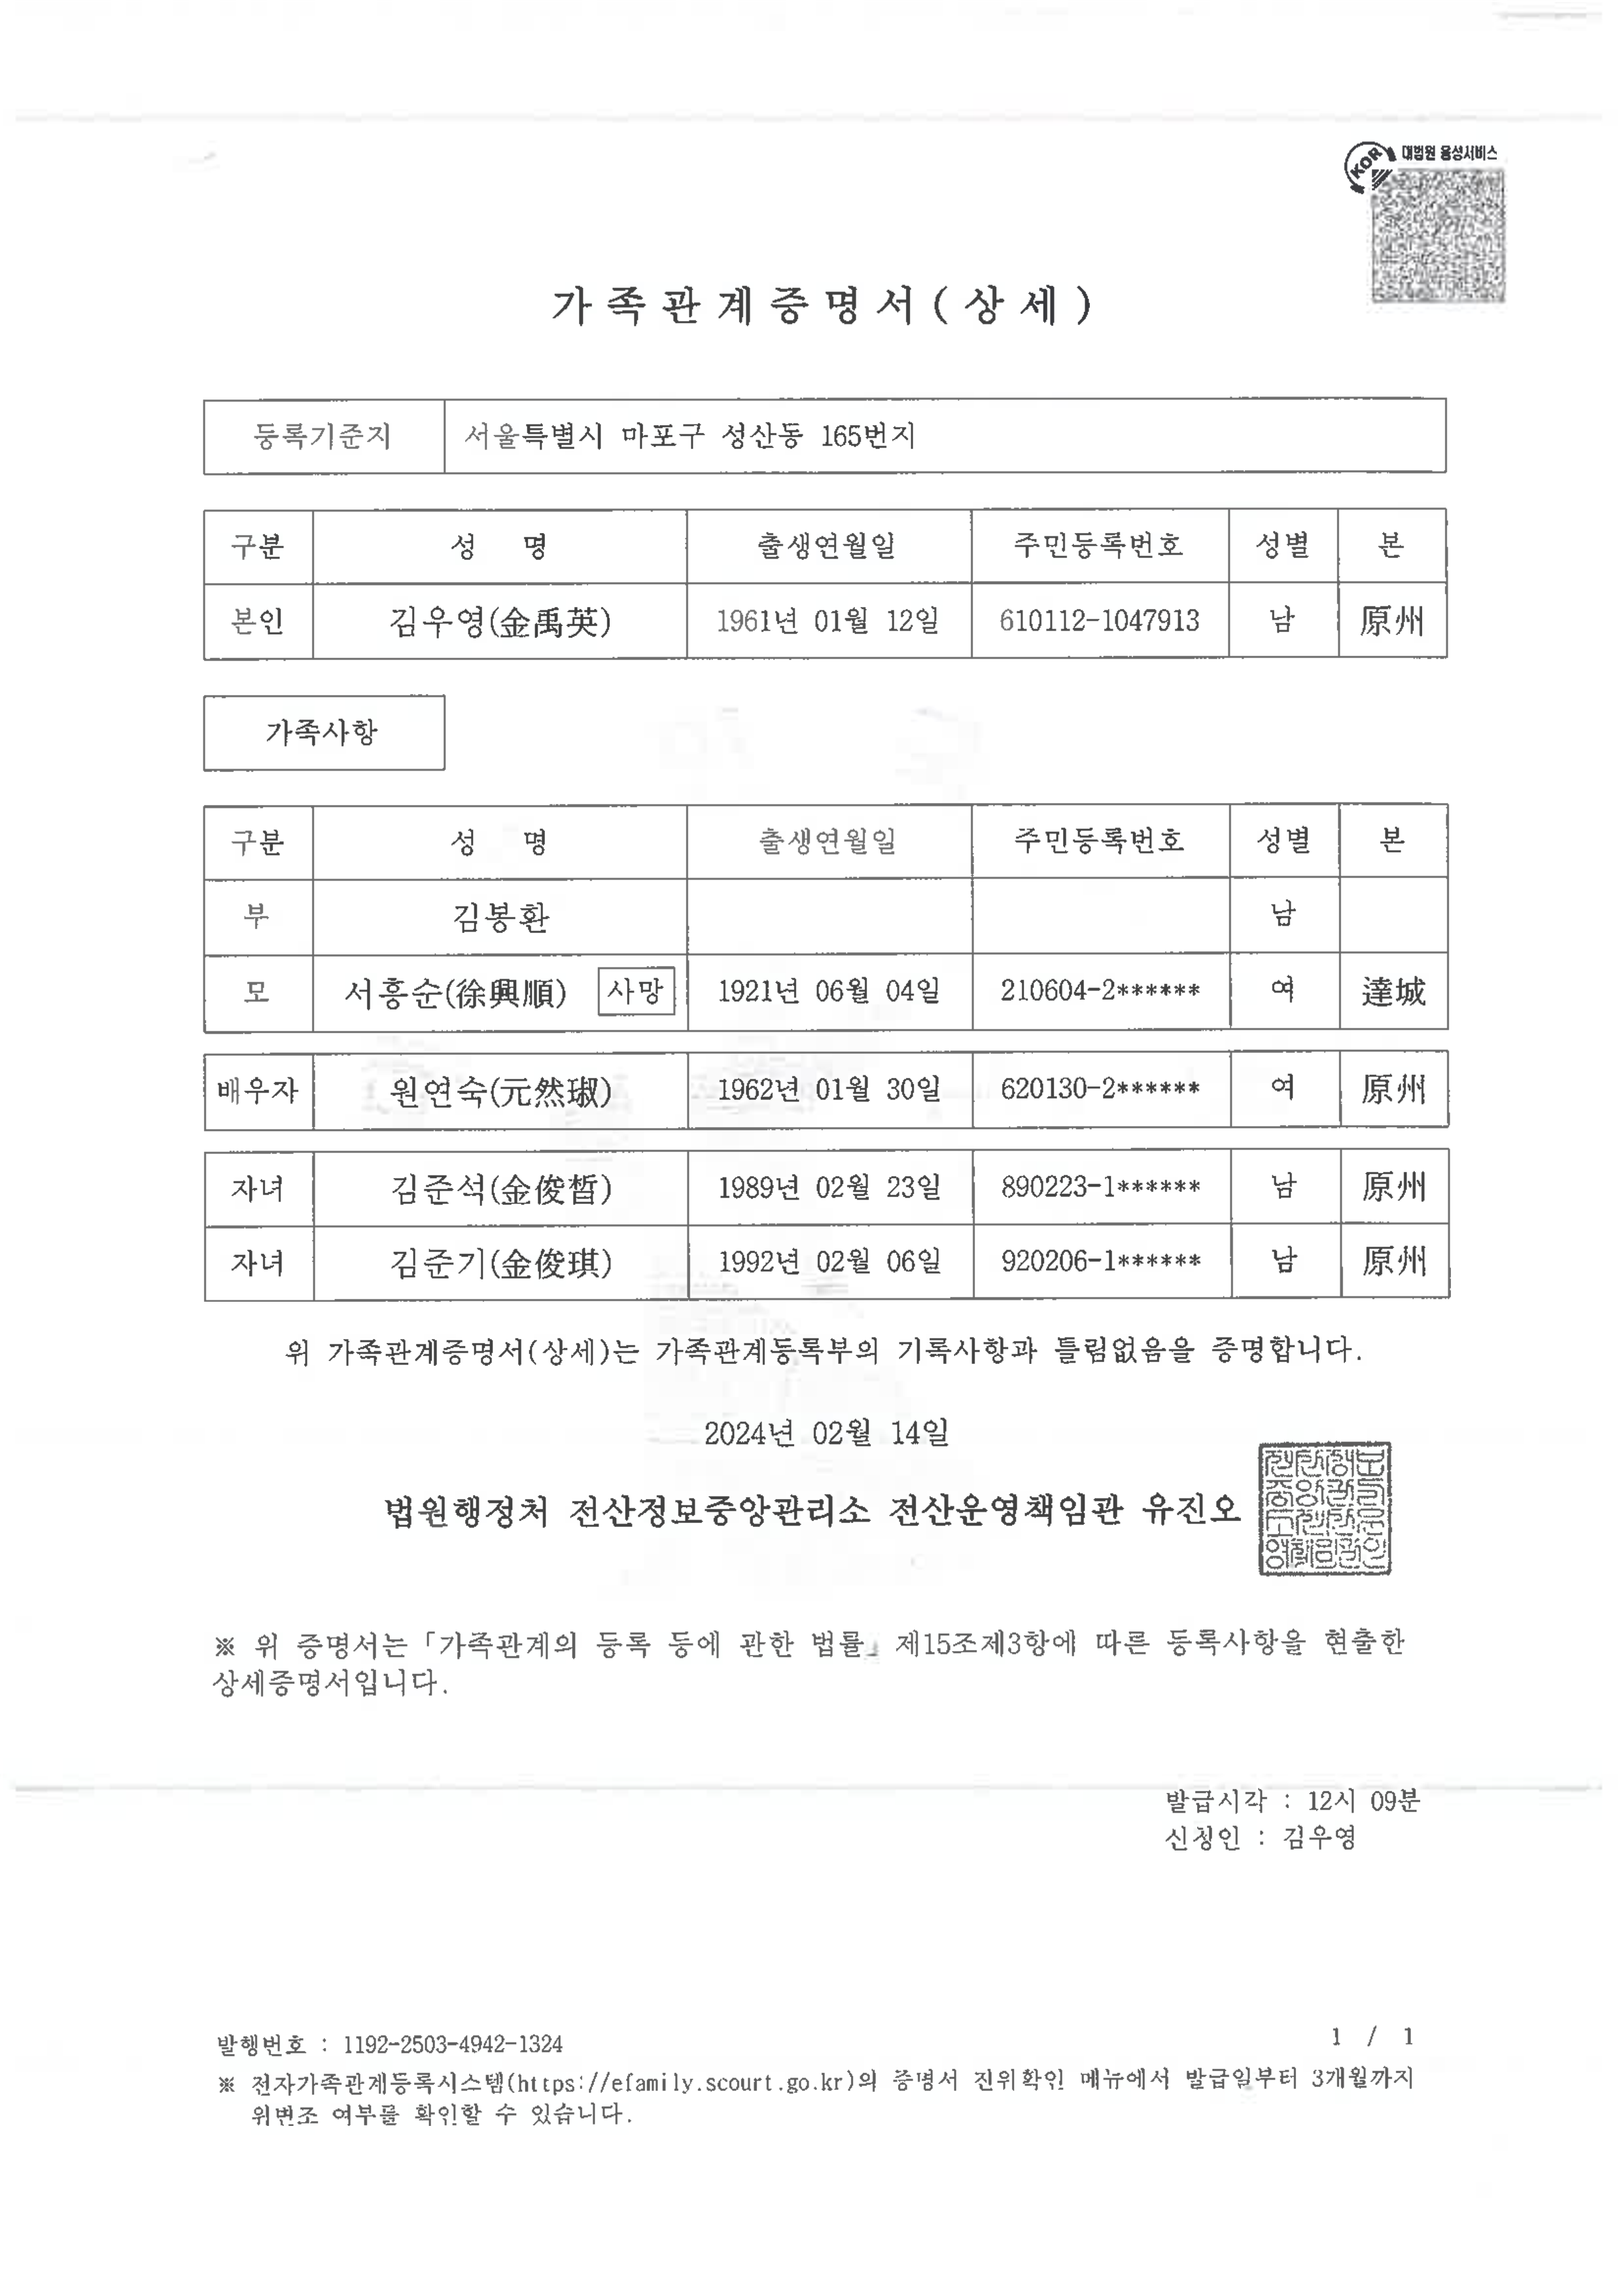 KOR 대법원 음성서비스
가족관계증명서(상세)
등록기준지 서울특별시 마포구 성산동 165번지
구분 성 명 출생연월일 주민등록번호 성별 본
본인 김우영(金禹英) 1961년 01월 12일 610112-1047913 남 原州
가족사항
구분 성 명 출생연월일 주민등록번호 성별 본
부 김봉환 남
모 서흥순(徐興順) 사망 1921년 06월 04일 210604-2****** 여 達城
배우자 원연숙(元然琡) 1962년 01월 30일 620130-2****** 여 原州
자녀 김준석(金俊晳) 1989년 02월 23일 890223-1****** 남 原州
자녀 김준기(金俊琪) 1992년 02월 06일 920206-1****** 남 原州
위 가족관계증명서(상세)는 가족관계등록부의 기록사항과 틀림없음을 증명합니다.
2024년 02월 14일
법원행정처 전산정보중앙관리소 전산운영책임관 유진오
※ 위 증명서는「가족관계의 등록 등에 관한 법률」제15조제3항에 따른 등록사항을 현출한
상세증명서입니다.
발급시각 : 12시 09분
신청인 : 김우영
발행번호 : 1192-2503-4942-1324
1 / 1
※ 전자가족관계등록시스템(https://efamily.scourt.go.kr)의 증명서 진위확인 메뉴에서 발급일부터 3개월까지
위변조 여부를 확인할 수 있습니다.